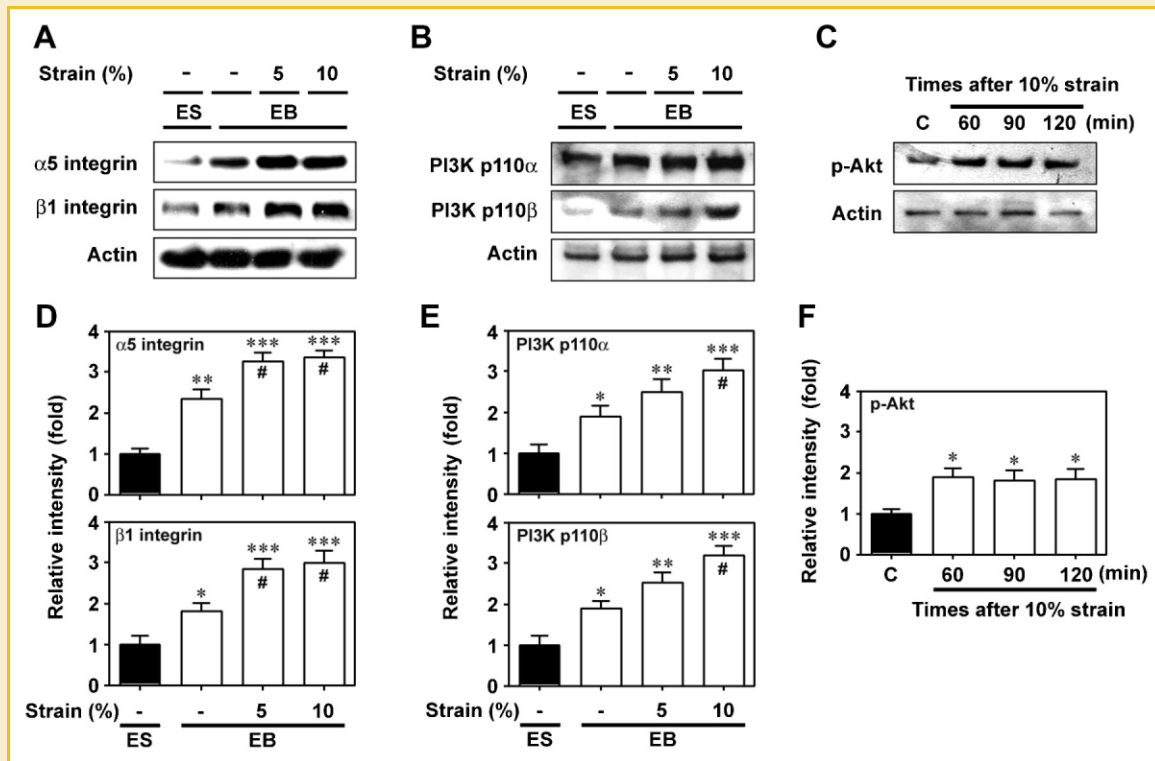 A
Strain (%) - - 5 10
ES EB
α5 integrin
β1 integrin
Actin
B
Strain (%) - - 5 10
ES EB
PI3K p110α
PI3K p110β
Actin
C
Times after 10% strain
C 60 90 120 (min)
p-Akt
Actin
D
Relative intensity (fold)
4
3
2
1
0
α5 integrin
** *** ***
# #
4
3
2
1
0
β1 integrin
* *** ***
# #
Strain (%) - - 5 10
ES EB
E
Relative intensity (fold)
4
3
2
1
0
PI3K p110α
* ** ***
#
4
3
2
1
0
PI3K p110β
* ** ***
#
Strain (%) - - 5 10
ES EB
F
Relative intensity (fold)
4
3
2
1
0
p-Akt
* * *
C 60 90 120 (min)
Times after 10% strain